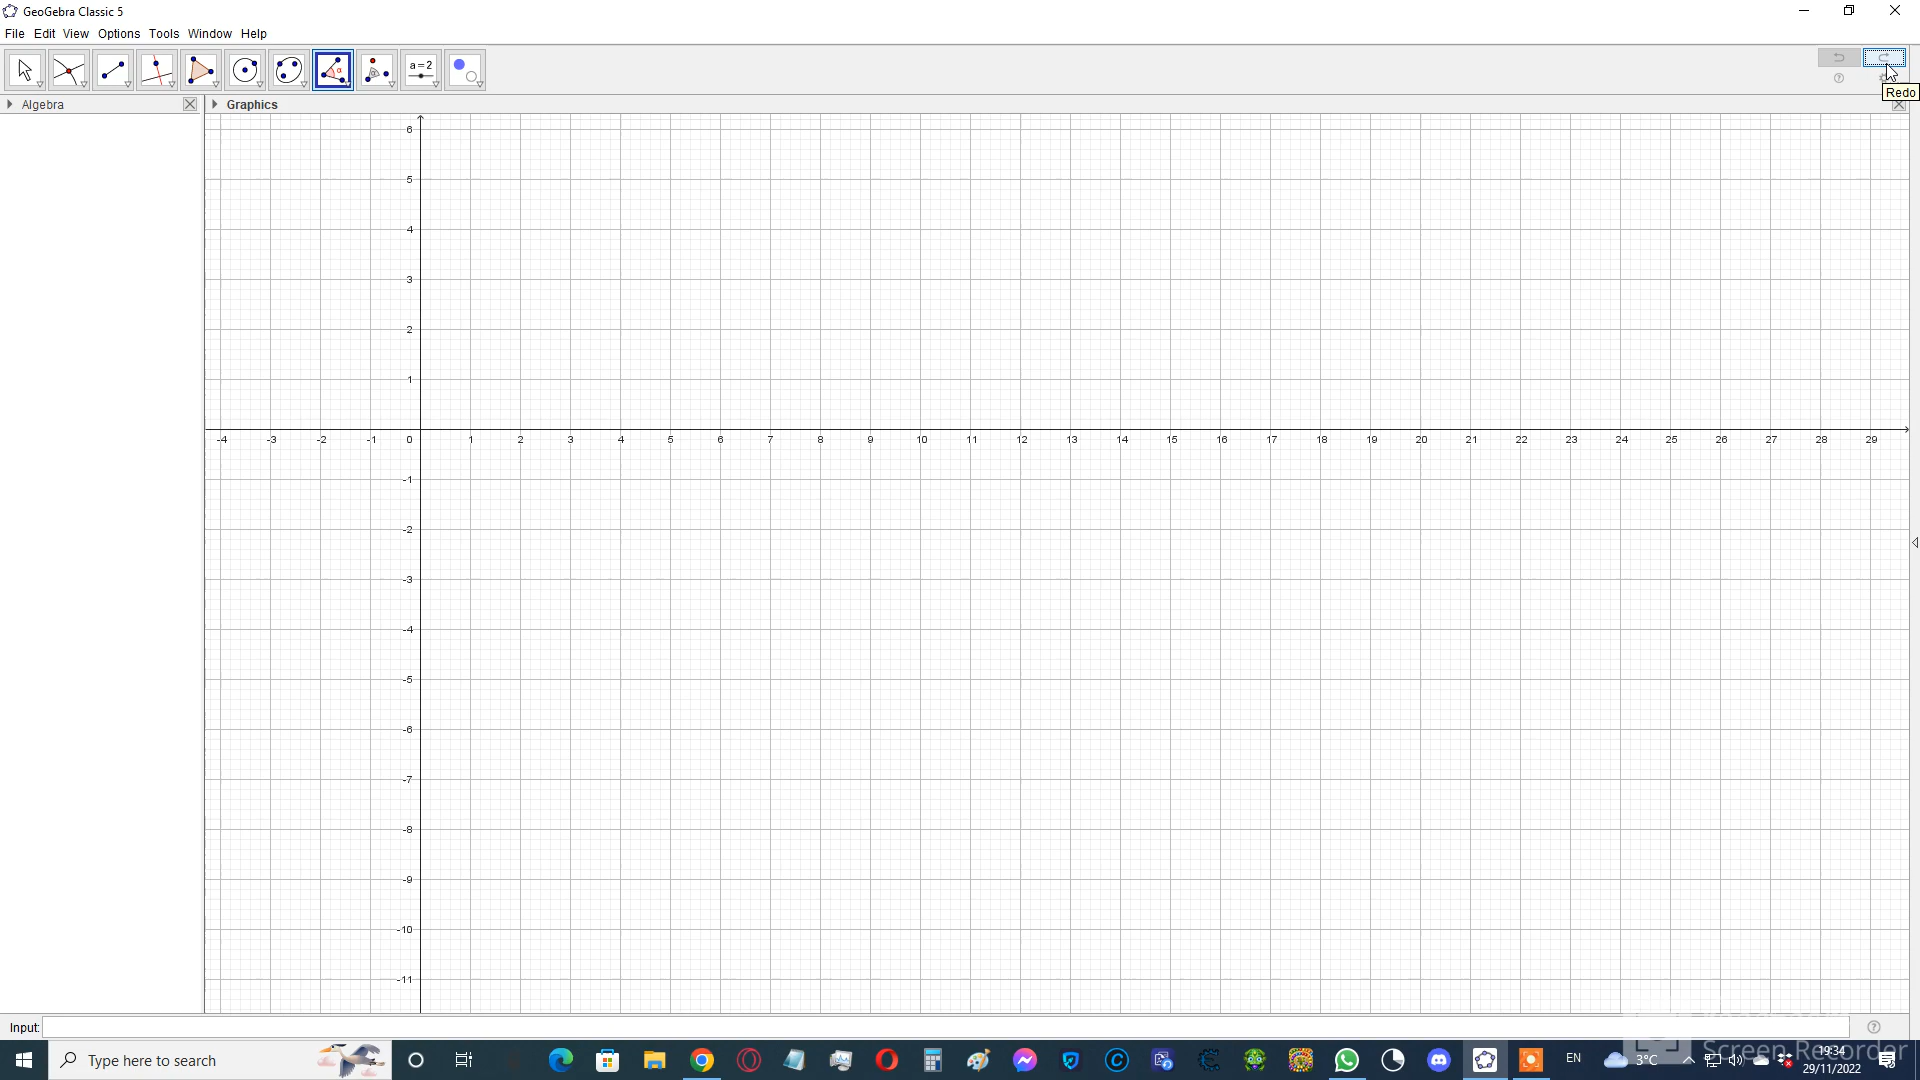 GeoGebra Classic 5
File Edit View Options Tools Window Help
a=2
Redo
Algebra
Graphics
6
5
4
3
2
1
-4 -3 -2 -1 0 1 2 3 4 5 6 7 8 9 10 11 12 13 14 15 16 17 18 19 20 21 22 23 24 25 26 27 28 29
-1
-2
-3
-4
-5
-6
-7
-8
-9
-10
-11
Input:
Type here to search
EN
3°C
Screen Recorder
19:34
29/11/2022